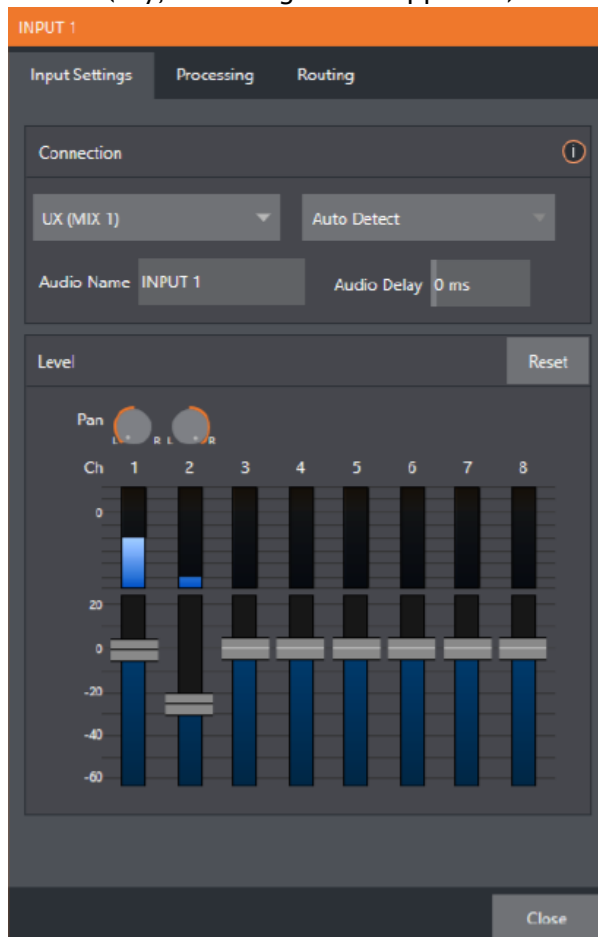 INPUT 1
Input Settings Processing Routing
Connection
UX (MIX 1) Auto Detect
Audio Name INPUT 1 Audio Delay 0 ms
Level Reset
Pan L R L R
Ch 1 2 3 4 5 6 7 8
0
20
0
-20
-40
-60
Close